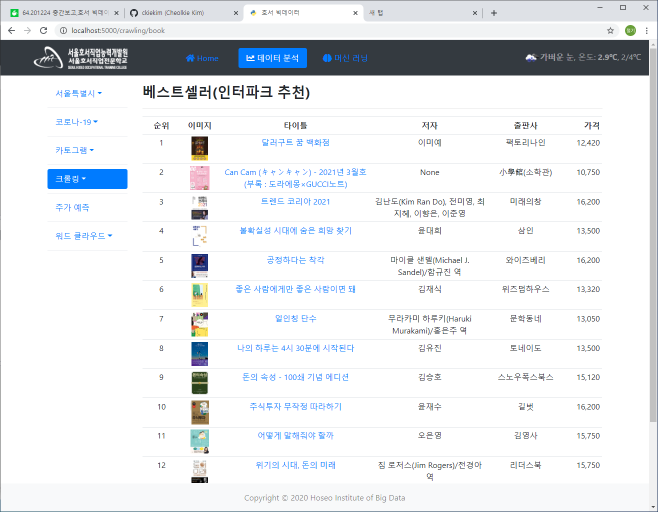 64.201224 중간보고,호서 빅데이
ckiekim (Cheolkie Kim)
호서 빅데이터
새 탭
localhost:5000/crawling/book
서울호서직업능력개발원
서울호서직업전문학교
Home
데이터 분석
머신 러닝
가벼운 눈, 온도: 2.9℃, 2/4℃
서울특별시
코로나-19
카토그램
크롤링
주가 예측
워드 클라우드
베스트셀러(인터파크 추천)
순위 이미지 타이틀 저자 출판사 가격
1 달러구트 꿈 백화점 이미예 팩토리나인 12,420
2 Can Cam (キャンキャン) - 2021년 3월호 None 小學館(소학관) 10,750
(부록 : 도라에몽×GUCCI노트)
3 트렌드 코리아 2021 김난도(Kim Ran Do), 전미영, 최 미래의창 16,200
지혜, 이향은, 이준영
4 불확실성 시대에 숨은 희망 찾기 윤대희 삼인 13,500
5 공정하다는 착각 마이클 샌델(Michael J. 와이즈베리 16,200
Sandel)/함규진 역
6 좋은 사람에게만 좋은 사람이면 돼 김재식 위즈덤하우스 13,320
7 일인칭 단수 무라카미 하루키(Haruki 문학동네 13,050
Murakami)/홍은주 역
8 나의 하루는 4시 30분에 시작된다 김유진 토네이도 13,500
9 돈의 속성 - 100쇄 기념 에디션 김승호 스노우폭스북스 15,120
10 주식투자 무작정 따라하기 윤재수 길벗 16,200
11 어떻게 말해줘야 할까 오은영 김영사 15,750
12 위기의 시대, 돈의 미래 짐 로저스(Jim Rogers)/전경아 리더스북 15,750
역
Copyright © 2020 Hoseo Institute of Big Data